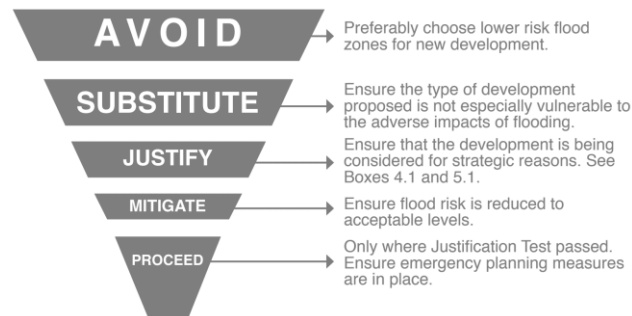 AVOID
Preferably choose lower risk flood
zones for new development.
SUBSTITUTE
Ensure the type of development
proposed is not especially vulnerable to
the adverse impacts of flooding.
JUSTIFY
Ensure that the development is being
considered for strategic reasons. See
Boxes 4.1 and 5.1.
MITIGATE
Ensure flood risk is reduced to
acceptable levels.
PROCEED
Only where Justification Test passed.
Ensure emergency planning measures
are in place.